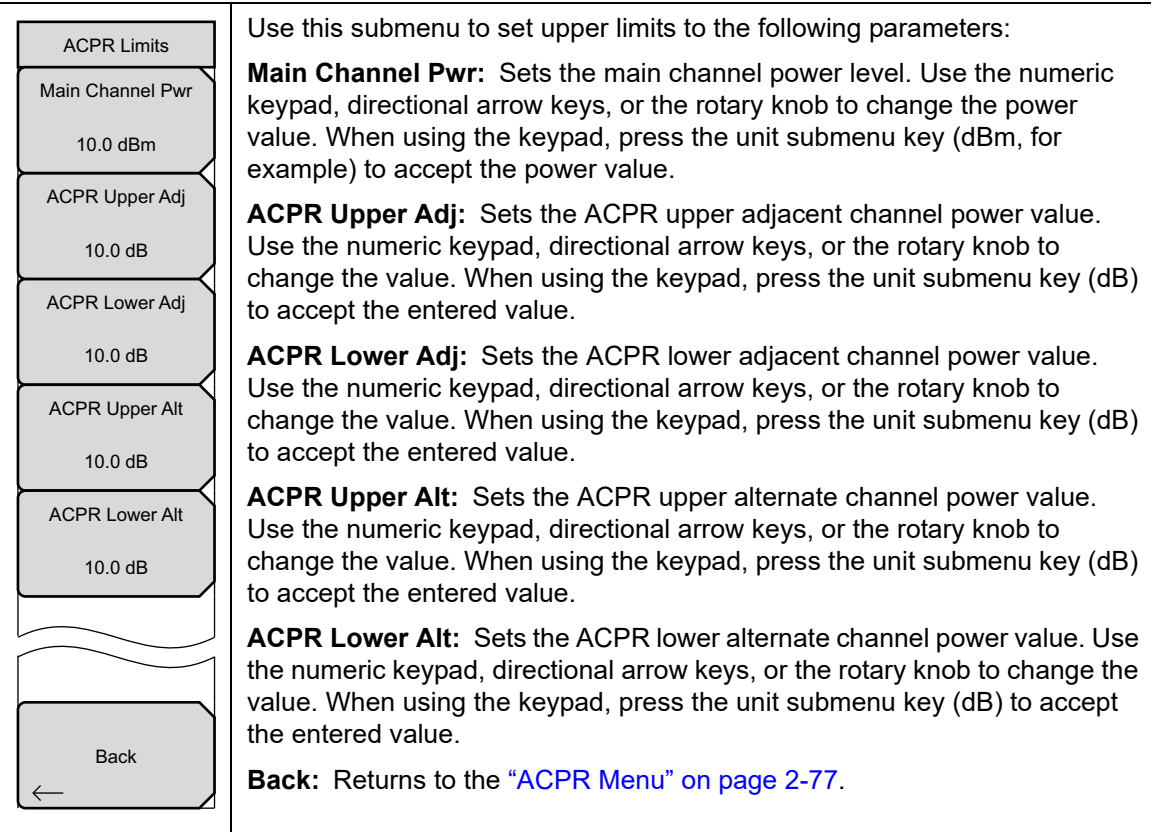 ACPR Limits
Main Channel Pwr
10.0 dBm
ACPR Upper Adj
10.0 dB
ACPR Lower Adj
10.0 dB
ACPR Upper Alt
10.0 dB
ACPR Lower Alt
10.0 dB
Back
←
Use this submenu to set upper limits to the following parameters:
Main Channel Pwr: Sets the main channel power level. Use the numeric
keypad, directional arrow keys, or the rotary knob to change the power
value. When using the keypad, press the unit submenu key (dBm, for
example) to accept the power value.
ACPR Upper Adj: Sets the ACPR upper adjacent channel power value.
Use the numeric keypad, directional arrow keys, or the rotary knob to
change the value. When using the keypad, press the unit submenu key (dB)
to accept the entered value.
ACPR Lower Adj: Sets the ACPR lower adjacent channel power value.
Use the numeric keypad, directional arrow keys, or the rotary knob to
change the value. When using the keypad, press the unit submenu key (dB)
to accept the entered value.
ACPR Upper Alt: Sets the ACPR upper alternate channel power value.
Use the numeric keypad, directional arrow keys, or the rotary knob to
change the value. When using the keypad, press the unit submenu key (dB)
to accept the entered value.
ACPR Lower Alt: Sets the ACPR lower alternate channel power value. Use
the numeric keypad, directional arrow keys, or the rotary knob to change the
value. When using the keypad, press the unit submenu key (dB) to accept
the entered value.
Back: Returns to the “ACPR Menu” on page 2-77.